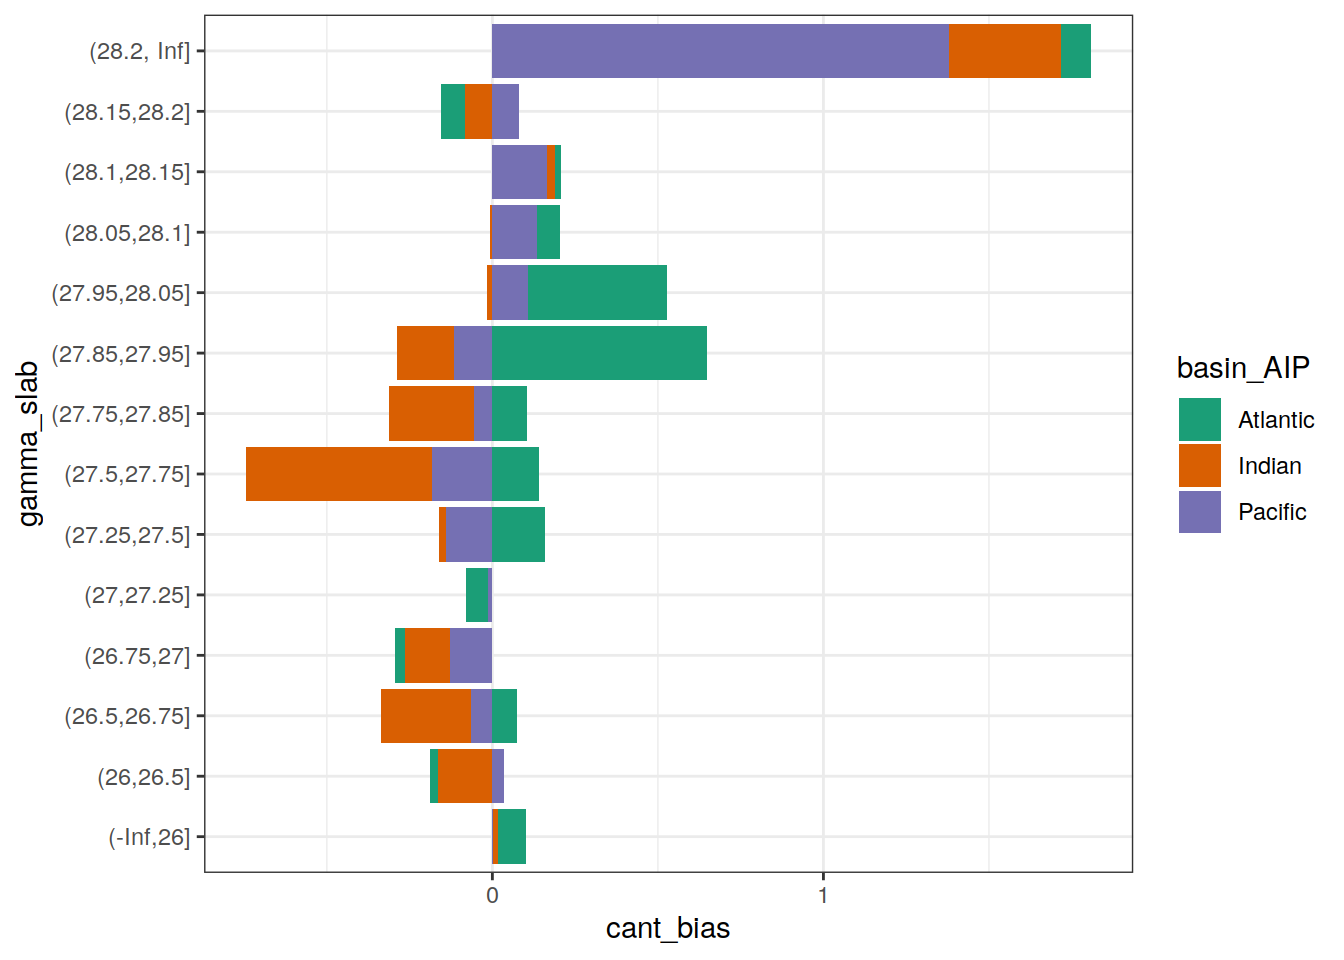 (28.2, Inf]
(28.15,28.2]
(28.1,28.15]
(28.05,28.1]
(27.95,28.05]
(27.85,27.95]
(27.75,27.85]
(27.5,27.75]
(27.25,27.5]
(27,27.25]
(26.75,27]
(26.5,26.75]
(26,26.5]
(-Inf,26]
gamma_slab
0
1
cant_bias
basin_AIP
Atlantic
Indian
Pacific